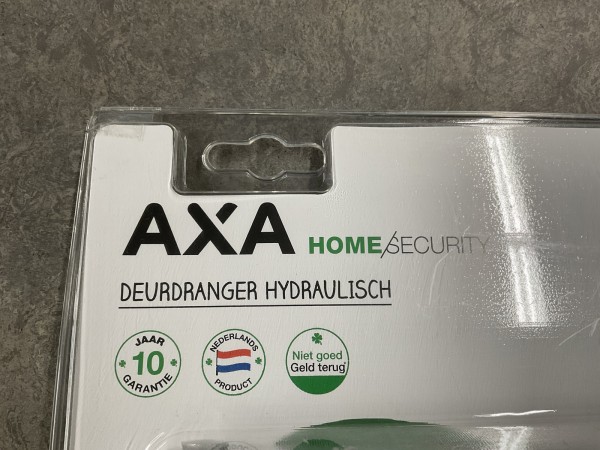 AXA HOME/SECURITY
DEURDRANGER HYDRAULISCH
JAAR
10
GARANTIE
NEDERLANDS
PRODUCT
Niet goed
Geld terug*